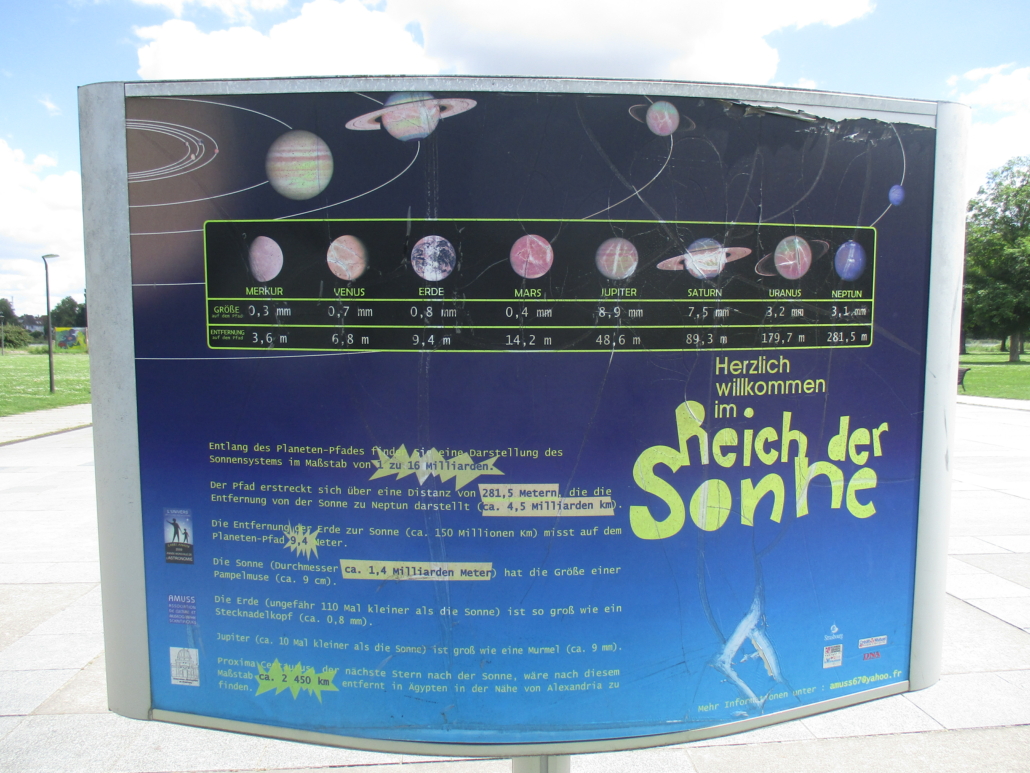 MERKUR VENUS ERDE MARS JUPITER SATURN URANUS NEPTUN
GRÖßE 0,3 mm 0,7 mm 0,8 mm 0,4 mm 8,9 mm 7,5 mm 3,2 mm 3,1 mm
auf dem Pfad
ENTFERNUNG 3,6 m 6,8 m 9,4 m 14,2 m 48,6 m 89,3 m 179,7 m 281,5 m
auf dem Pfad
Herzlich
willkommen
im
Reich der
Sonne
Entlang des Planeten-Pfades finden sie eine Darstellung des
Sonnensystems im Maßstab von 1 zu 16 Milliarden.
Der Pfad erstreckt sich über eine Distanz von 281,5 Metern, die die
Entfernung von der Sonne zu Neptun darstellt (ca. 4,5 Milliarden km).
Die Entfernung der Erde zur Sonne (ca. 150 Millionen Km) misst auf dem
Planeten-Pfad 9,4 Meter.
Die Sonne (Durchmesser ca. 1,4 Milliarden Meter) hat die Größe einer
Pampelmuse (ca. 9 cm).
Die Erde (ungefähr 110 Mal kleiner als die Sonne) ist so groß wie ein
Stecknadelkopf (ca. 0,8 mm).
Jupiter (ca. 10 Mal kleiner als die Sonne) ist groß wie eine Murmel (ca. 9 mm).
Proxima Centaurus, der nächste Stern nach der Sonne, wäre nach diesem
Maßstab ca. 2 450 km entfernt in Ägypten in der Nähe von Alexandria zu
finden.
AMUSS
Mehr Informationen unter : amuss67@yahoo.fr